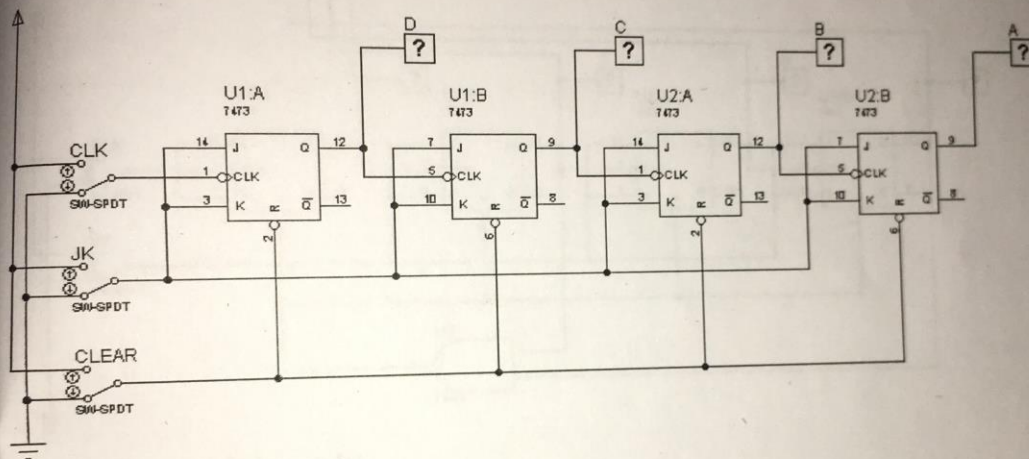 D
?
C
?
B
?
A
?
U1:A
7473
U1:B
7473
U2:A
7473
U2:B
7473
14 J Q 12
7 J Q 9
14 J Q 12
7 J Q 9
CLK
1 CLK
5 CLK
1 CLK
5 CLK
SW-SPDT
3 K R Q 13
10 K R Q 8
3 K R Q 13
10 K R Q 8
2
6
2
6
JK
SW-SPDT
CLEAR
SW-SPDT